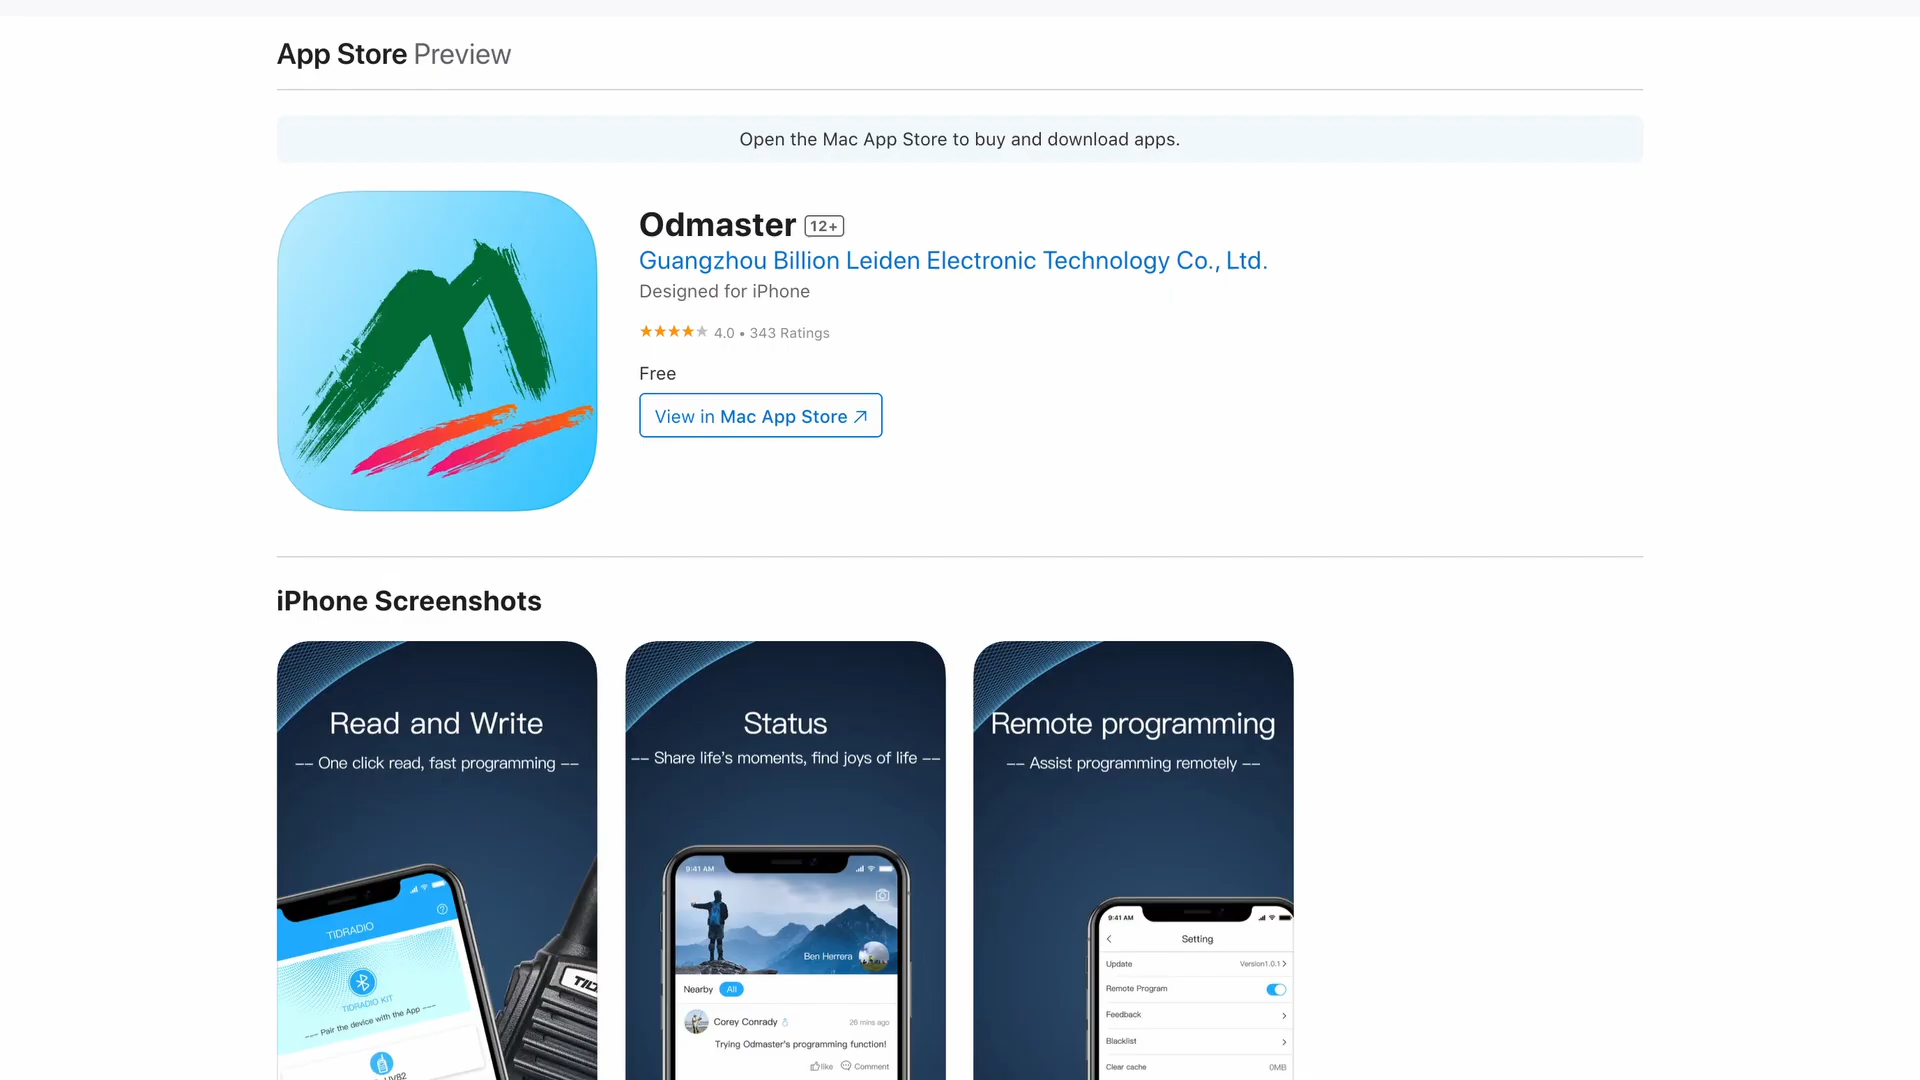 App Store Preview
Open the Mac App Store to buy and download apps.
Odmaster 12+
Guangzhou Billion Leiden Electronic Technology Co., Ltd.
Designed for iPhone
4.0 • 343 Ratings
Free
View in Mac App Store
iPhone Screenshots
Read and Write
–– One click read, fast programming ––
TIDRADIO
TIDRADIO KIT
–– Pair the device with the App ––
Status
–– Share life's moments, find joys of life ––
9:41 AM
Ben Herrera
Nearby All
Corey Conrady
26 mins ago
Trying Odmaster's programming function!
like Comment
Remote programming
–– Assist programming remotely ––
9:41 AM
Setting
Update Version1.0.1
Remote Program
Feedback
Blacklist
Clear cache 0MB